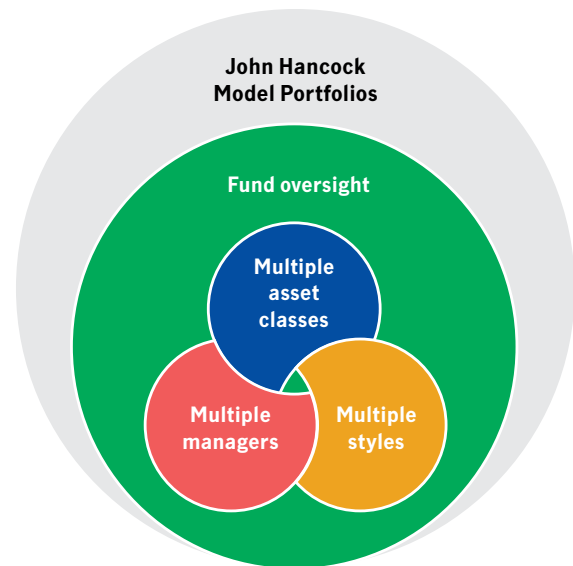 John Hancock
Model Portfolios
Fund oversight
Multiple
asset
classes
Multiple
managers
Multiple
styles